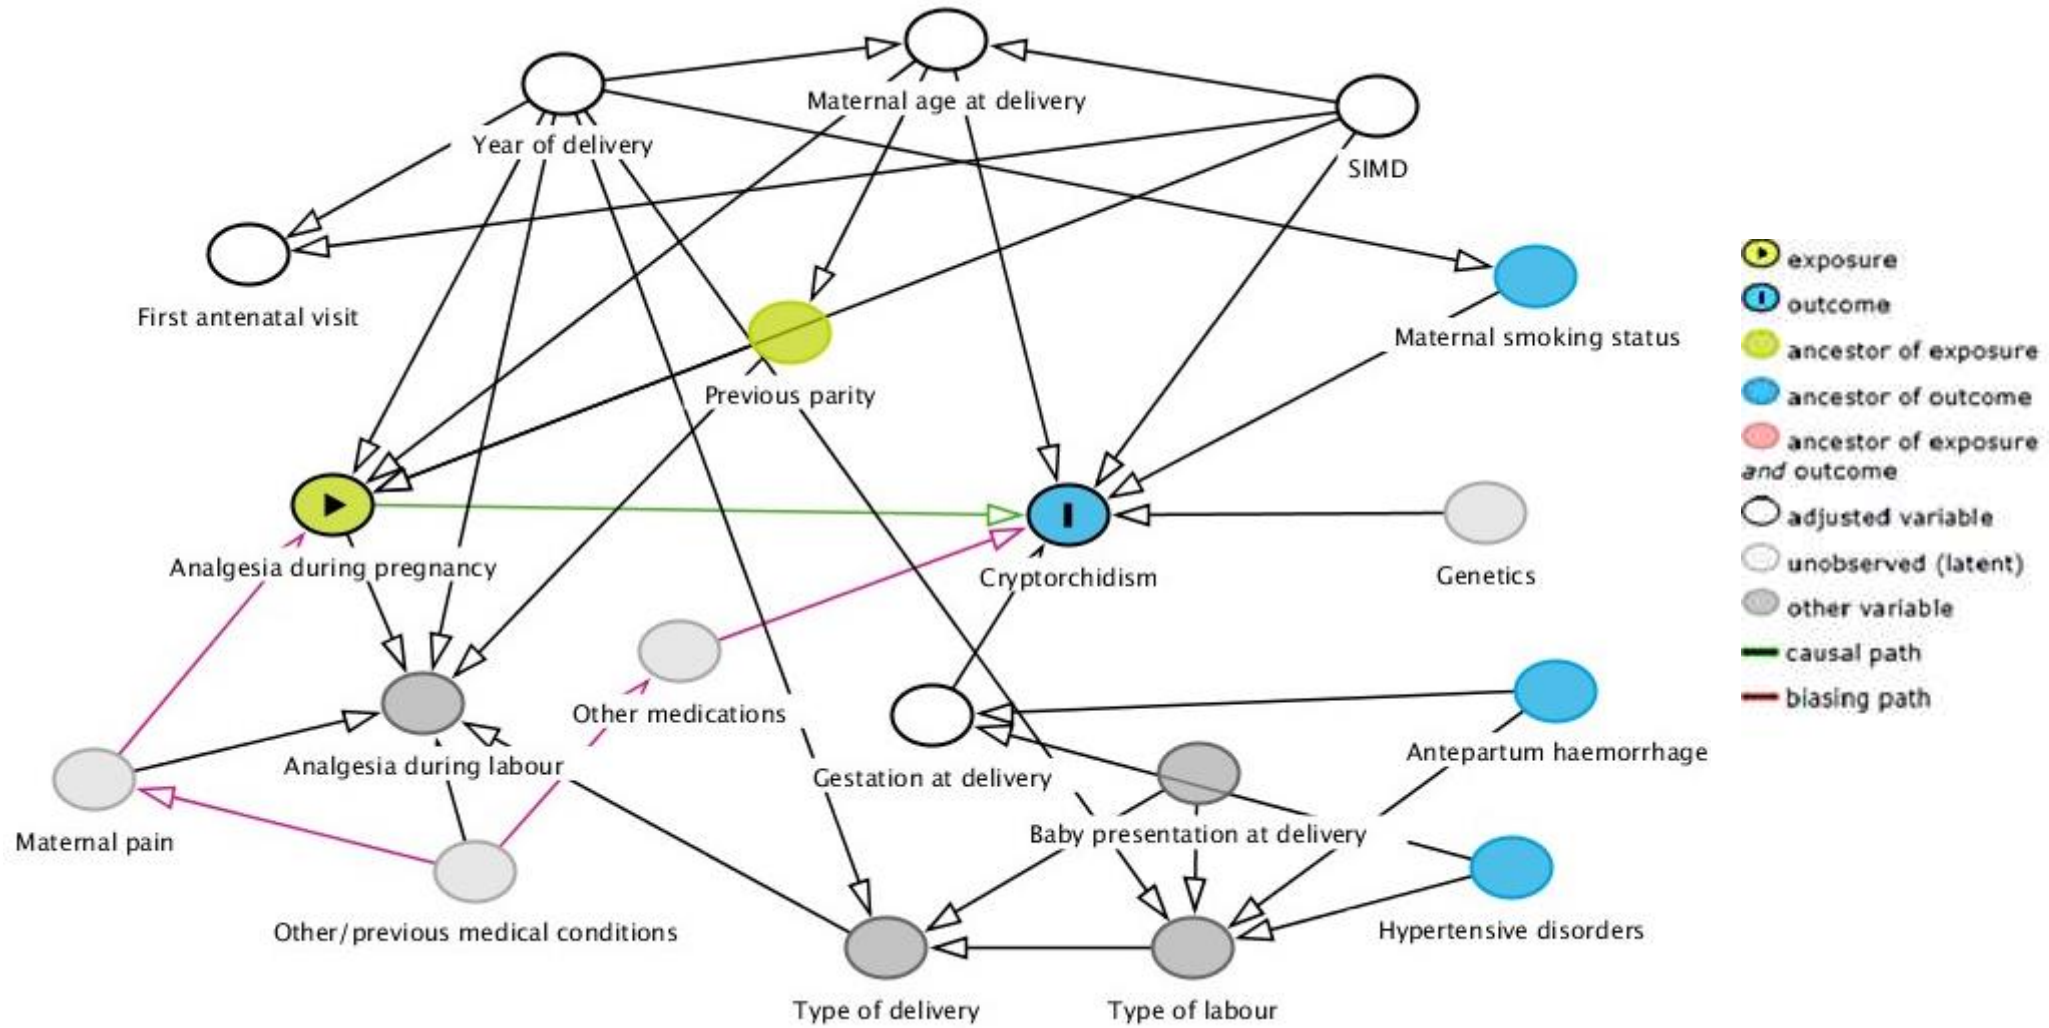 Maternal age at delivery
Year of delivery
SIMD
First antenatal visit
Maternal smoking status
Previous parity
Analgesia during pregnancy
Cryptorchidism
Genetics
Other medications
Analgesia during labour
Gestation at delivery
Antepartum haemorrhage
Maternal pain
Baby presentation at delivery
Other/previous medical conditions
Hypertensive disorders
Type of delivery
Type of labour
exposure
outcome
ancestor of exposure
ancestor of outcome
ancestor of exposure
and outcome
adjusted variable
unobserved (latent)
other variable
causal path
biasing path